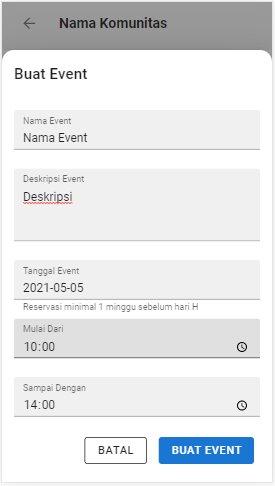 Nama Komunitas
Buat Event
Nama Event
Nama Event
Deskripsi Event
Deskripsi
Tanggal Event
2021-05-05
Reservasi minimal 1 minggu sebelum hari H
Mulai Dari
10:00
Sampai Dengan
14:00
BATAL BUAT EVENT